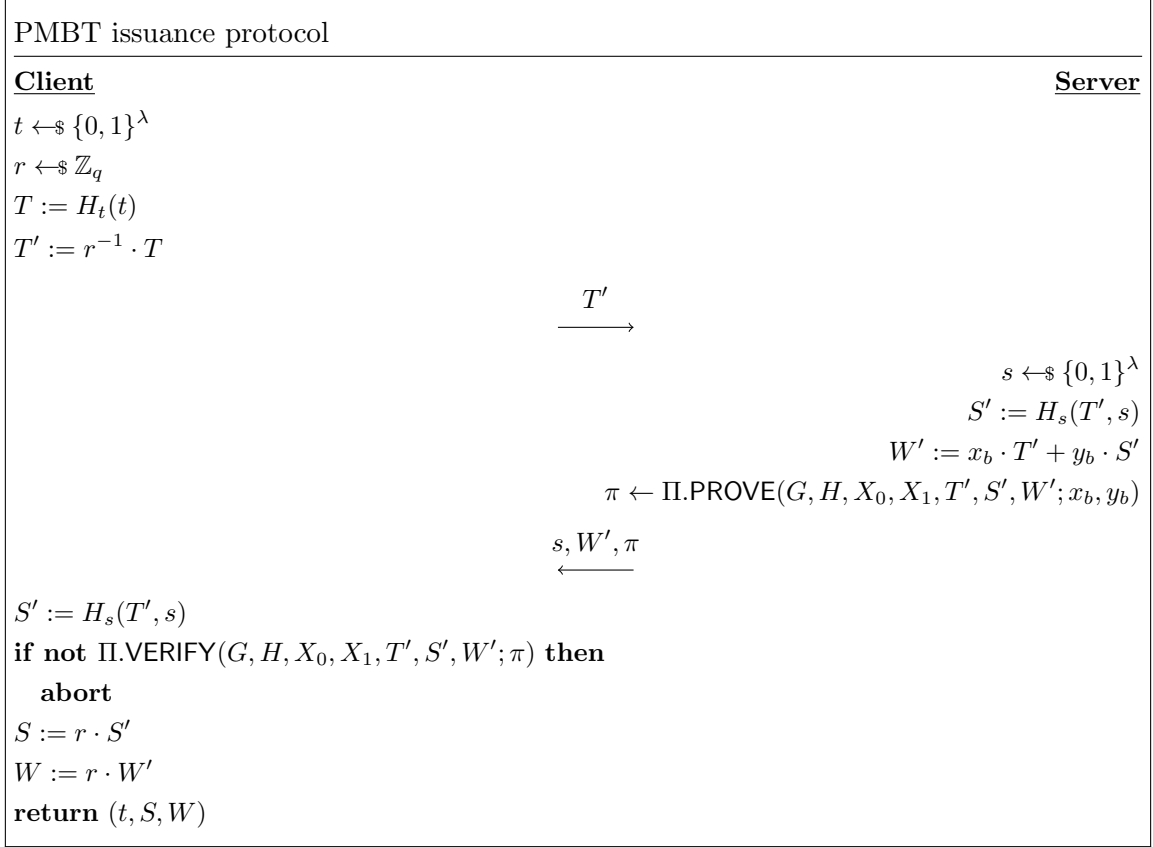 PMBT issuance protocol
Client Server
t ←$ {0, 1}^λ
r ←$ ℤ_q
T := H_t(t)
T′ := r^{−1} · T
T′
s ←$ {0, 1}^λ
S′ := H_s(T′, s)
W′ := x_b · T′ + y_b · S′
π ← Π.PROVE(G, H, X_0, X_1, T′, S′, W′; x_b, y_b)
s, W′, π
S′ := H_s(T′, s)
if not Π.VERIFY(G, H, X_0, X_1, T′, S′, W′; π) then
abort
S := r · S′
W := r · W′
return (t, S, W)